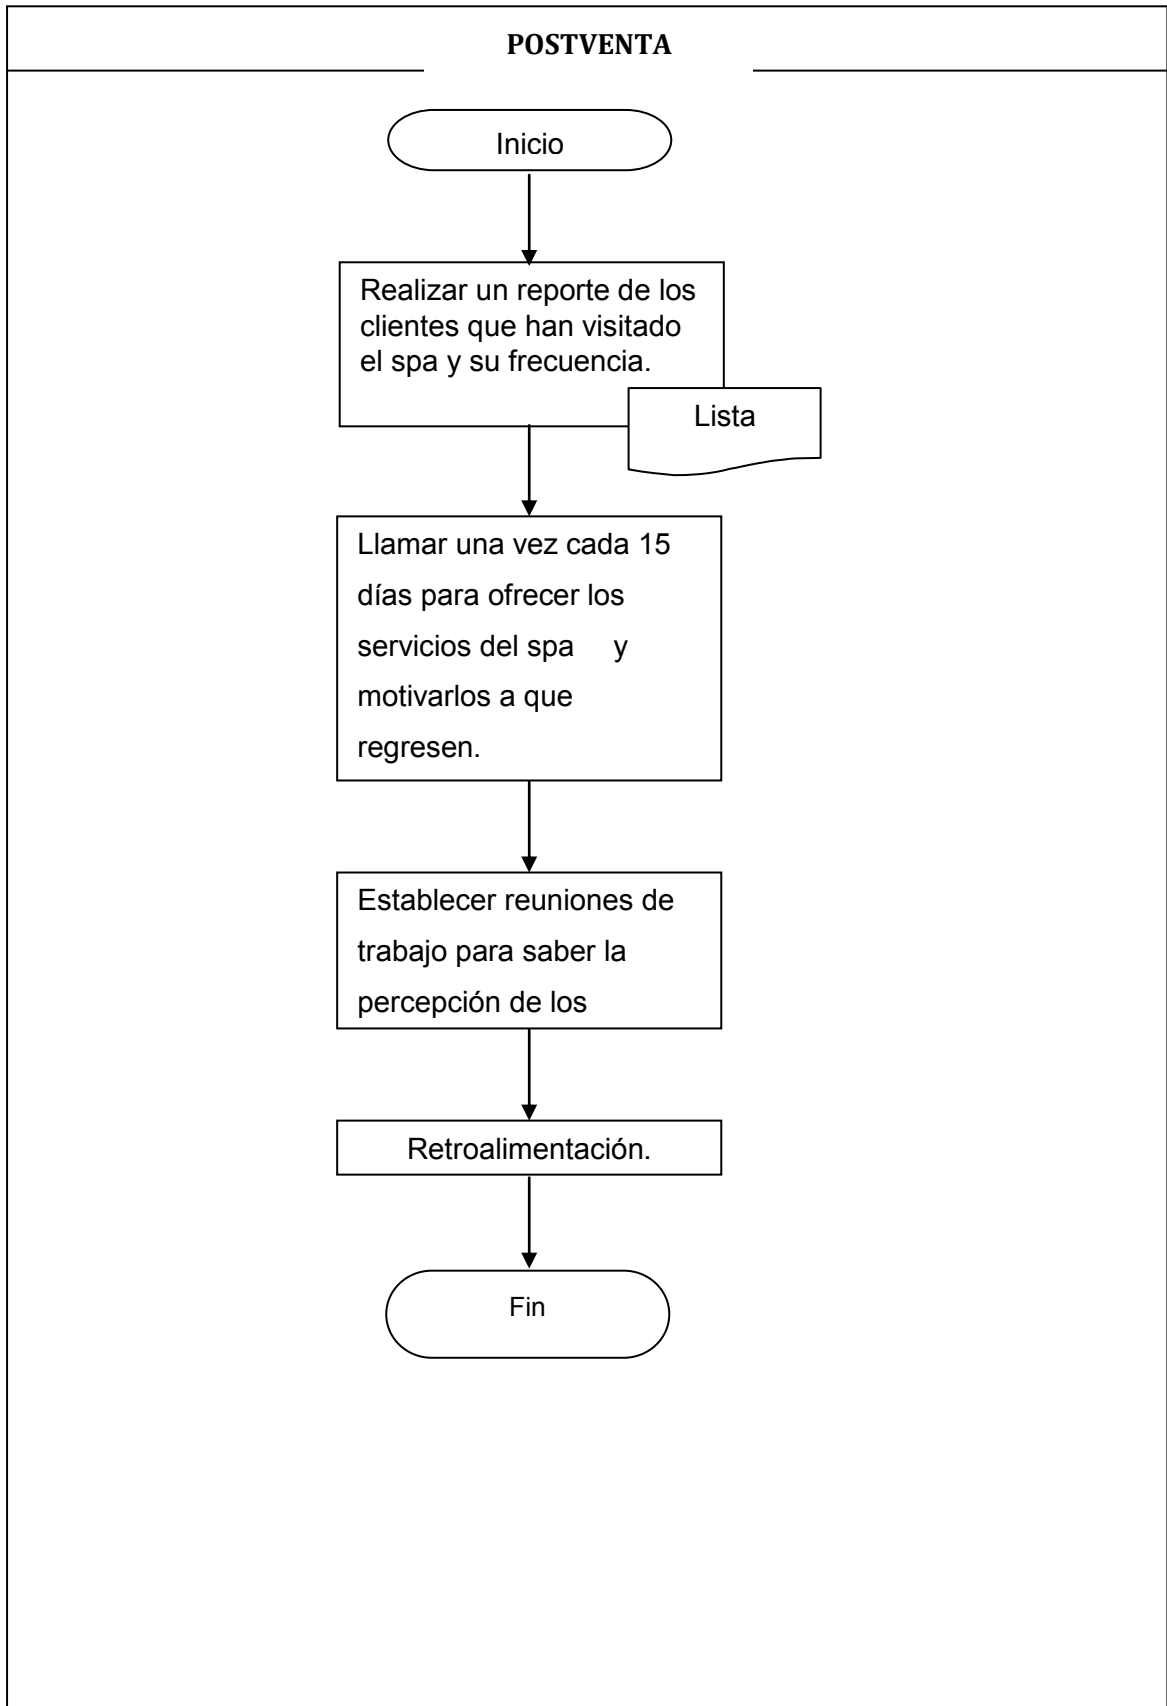 POSTVENTA
Inicio
Realizar un reporte de los
clientes que han visitado
el spa y su frecuencia.
Lista
Llamar una vez cada 15
días para ofrecer los
servicios del spa y
motivarlos a que
regresen.
Establecer reuniones de
trabajo para saber la
percepción de los
Retroalimentación.
Fin